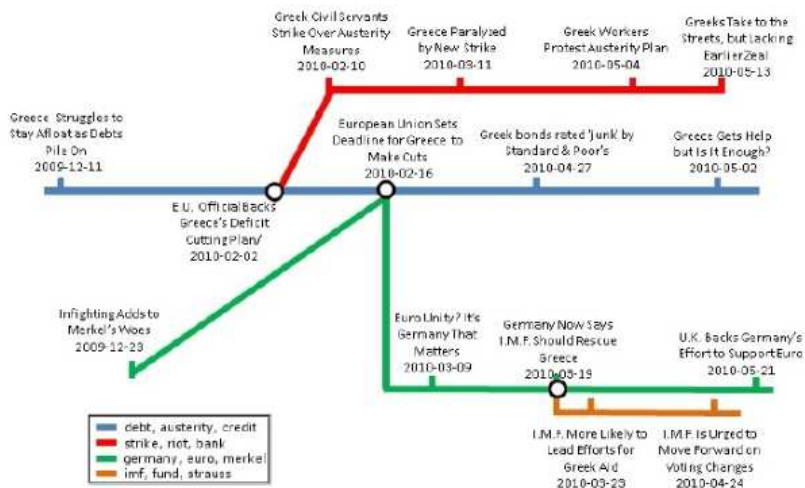 Greek Civil Servants
Strike Over Austerity
Measures
2010-02-10
Greece Paralyzed
by New Strike
2010-03-11
Greek Workers
Protest Austerity Plan
2010-05-04
Greeks Take to the
Streets, but Lacking
Earlier Zeal
2010-05-13
Greece Struggles to
Stay Afloat as Debts
Pile On
2009-12-11
European Union Sets
Deadline for Greece to
Make Cuts
2010-02-16
Greek bonds rated 'junk' by
Standard & Poor's
2010-04-27
Greece Gets Help
but Is It Enough?
2010-05-02
E.U. Official Backs
Greece's Deficit
Cutting Plan/
2010-02-02
Infighting Adds to
Merkel's Woes
2009-12-23
Euro Unity? It's
Germany That
Matters
2010-03-09
Germany Now Says
I.M.F. Should Rescue
Greece
2010-03-19
U.K. Backs Germany's
Effort to Support Euro
2010-05-21
debt, austerity, credit
strike, riot, bank
germany, euro, merkel
imf, fund, strauss
I.M.F. More Likely to
Lead Efforts for
Greek Aid
2010-03-23
I.M.F. Is Urged to
Move Forward on
Voting Changes
2010-04-24